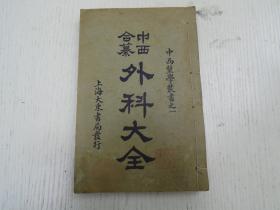 中西醫學叢書之一
中西
合纂
外科大全
上海大東書局發行